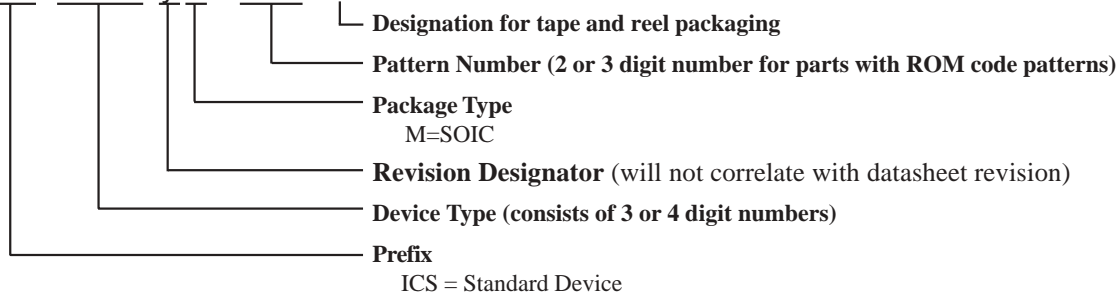 Designation for tape and reel packaging
Pattern Number (2 or 3 digit number for parts with ROM code patterns)
Package Type
M=SOIC
Revision Designator (will not correlate with datasheet revision)
Device Type (consists of 3 or 4 digit numbers)
Prefix
ICS = Standard Device